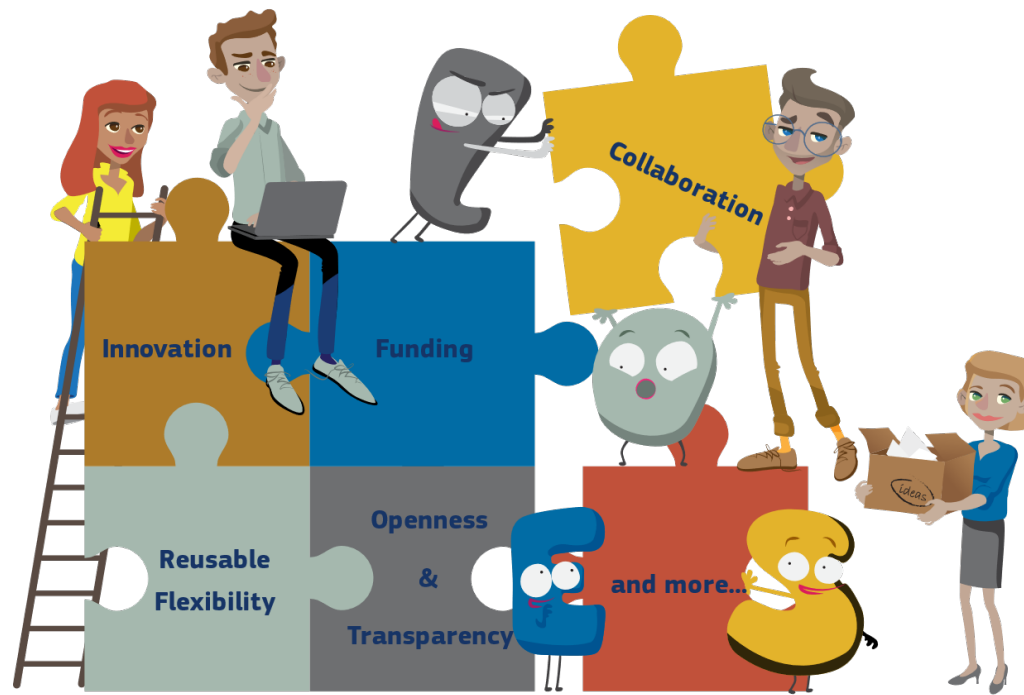 Collaboration
Innovation
Funding
Reusable
Flexibility
Openness
&
Transparency
and more...
ideas